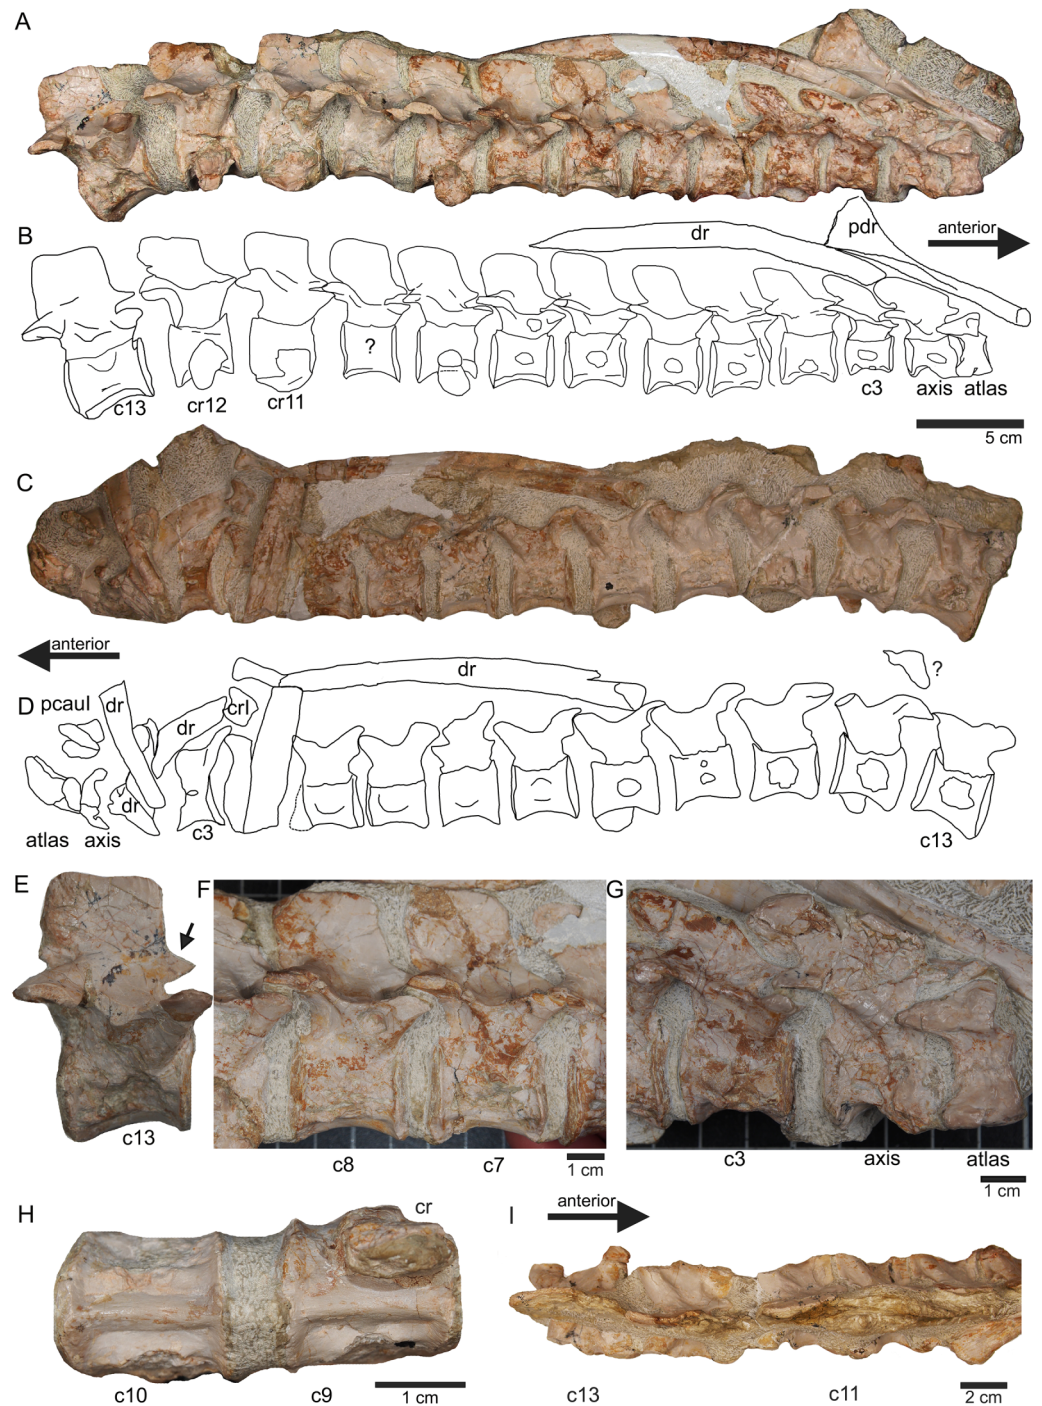 A
B
dr
pdr
anterior
?
c13
cr12
cr11
c3
axis
atlas
5 cm
C
anterior
D
pcaul
dr
dr
crl
dr
?
dr
atlas
axis
c3
c13
E
F
G
c13
c8
c7
1 cm
c3
axis
atlas
1 cm
H
cr
I
anterior
c10
c9
1 cm
c13
c11
2 cm